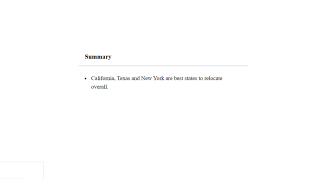 Summary
• California, Texas and New York are best states to relocate
overall.